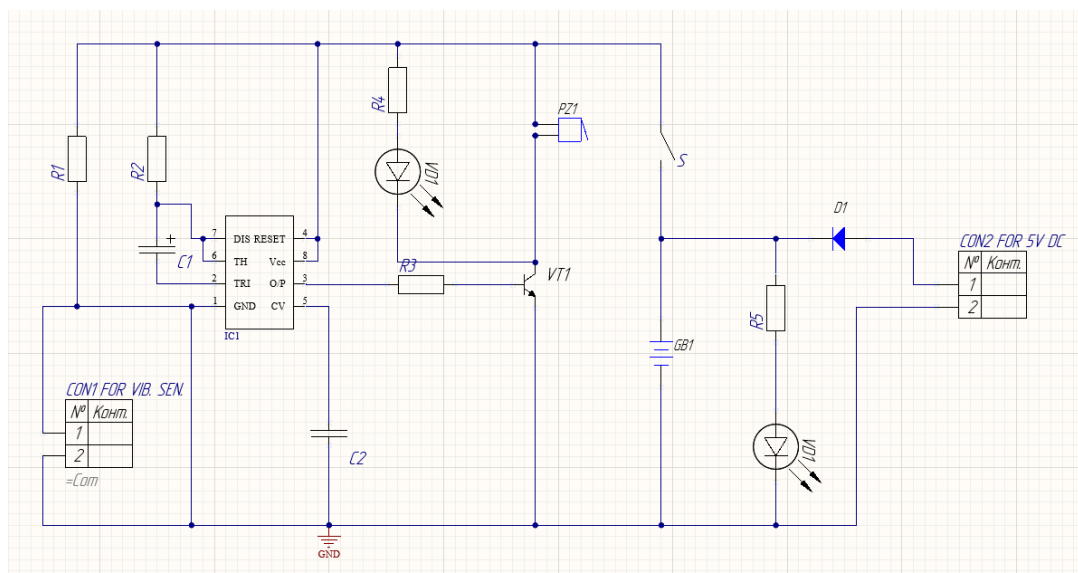 PZ1
R1
R2
R4
VD1
S
D1
CON2 FOR 5V DC
Nº Конт.
1
2
7 DIS RESET 4
6 TH Vcc 8
2 TRI O/P 3
1 GND CV 5
IC1
C1
R3
VT1
R5
GB1
CON1 FOR VIB. SEN.
Nº Конт.
1
2
=Com
C2
VD1
GND